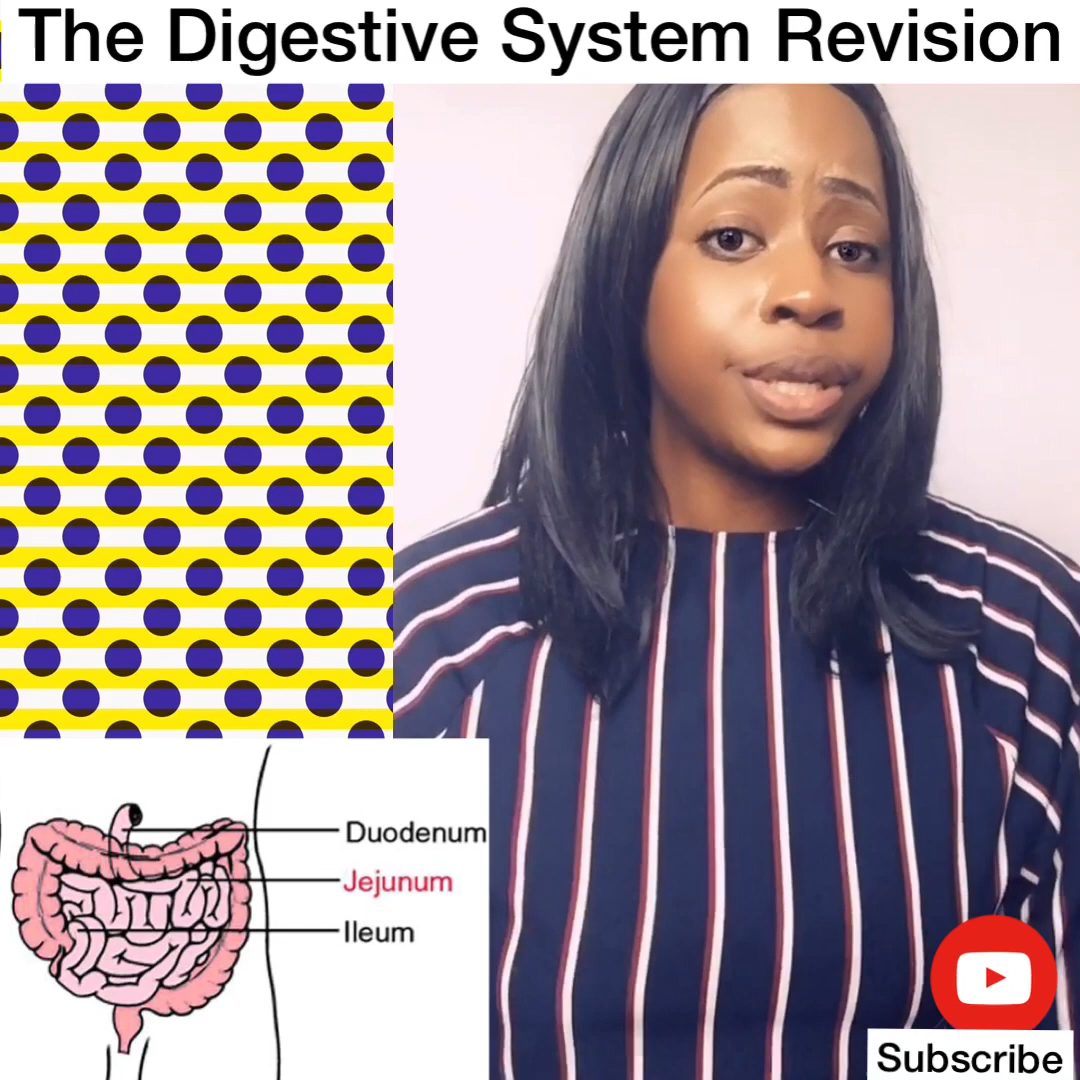 The Digestive System Revision
Duodenum
Jejunum
Ileum
Subscribe